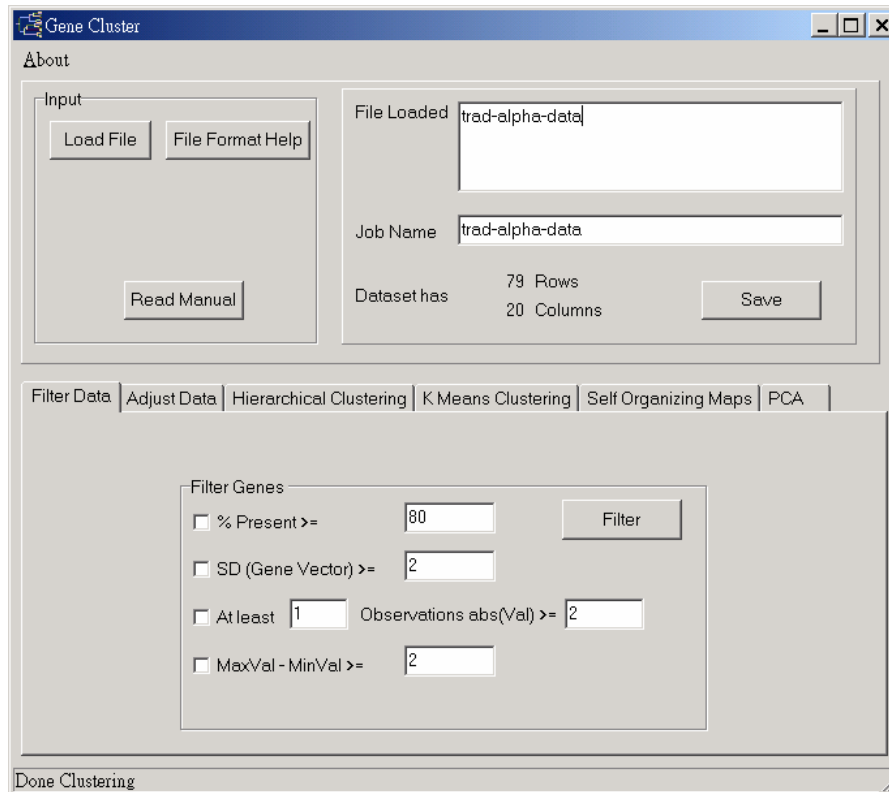 Gene Cluster
About
Input
Load File
File Format Help
Read Manual
File Loaded
trad-alpha-data
Job Name
trad-alpha-data
Dataset has
79 Rows
20 Columns
Save
Filter Data
Adjust Data
Hierarchical Clustering
K Means Clustering
Self Organizing Maps
PCA
Filter Genes
% Present >= 80
Filter
SD (Gene Vector) >= 2
At least 1 Observations abs(Val) >= 2
MaxVal - MinVal >= 2
Done Clustering